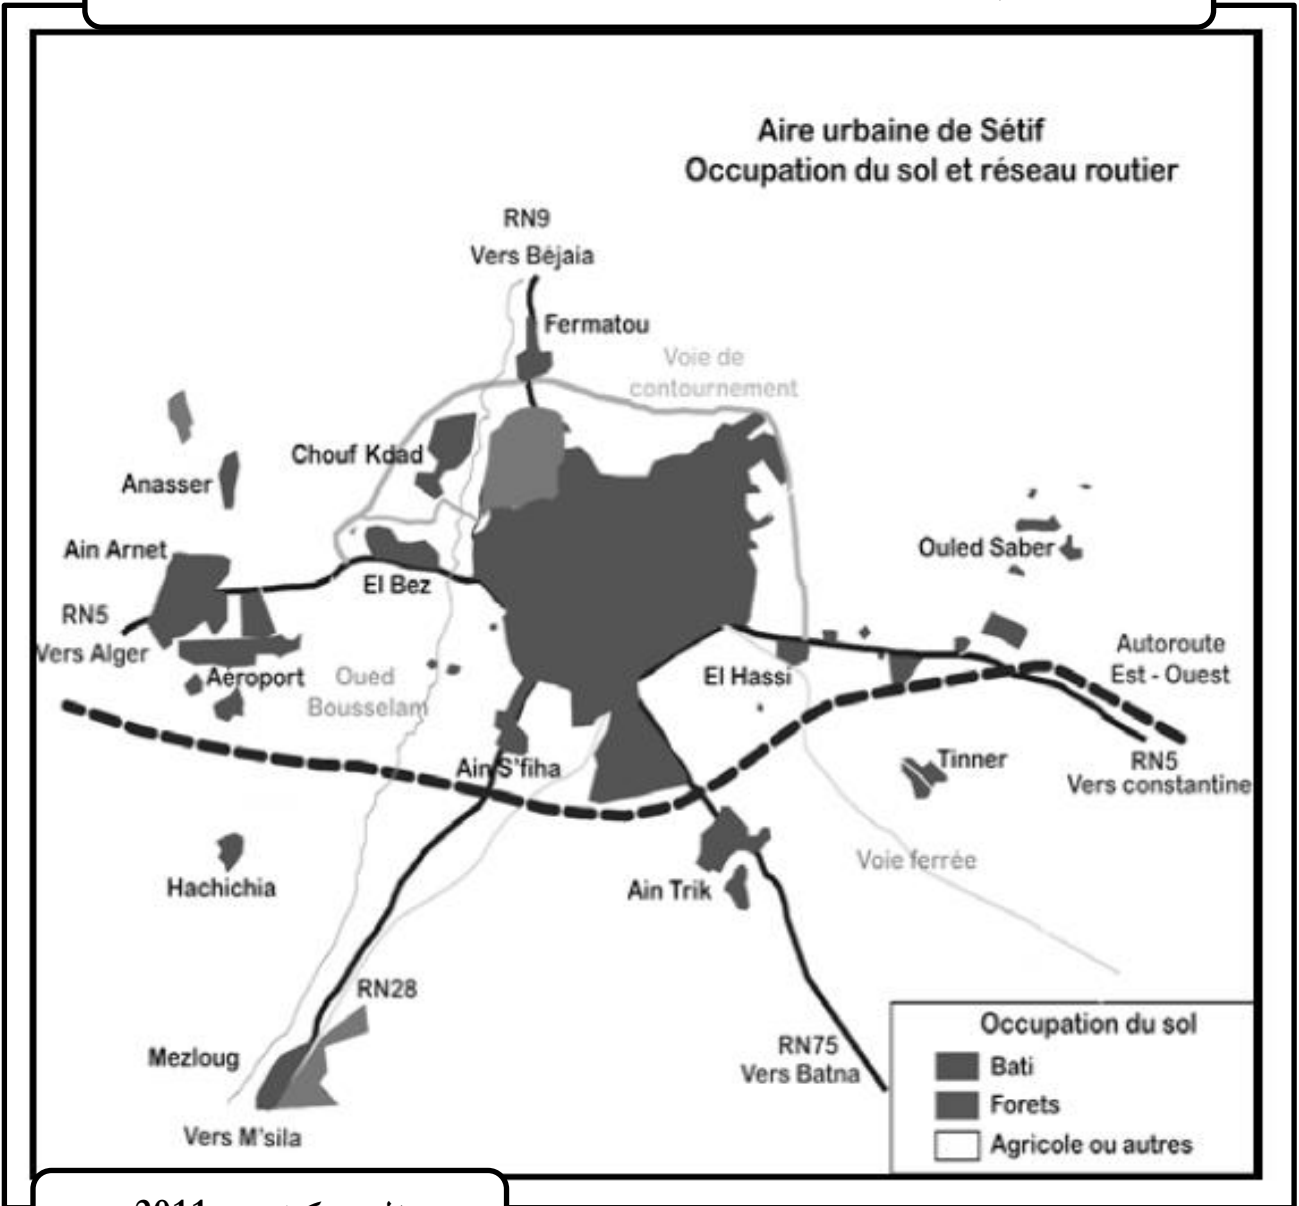 Aire urbaine de Sétif
Occupation du sol et réseau routier
RN9
Vers Béjaia
Fermatou
Voie de
contournement
Chouf Kdad
Anasser
Ain Arnet
Ouled Saber
El Bez
RN5
Vers Alger
Autoroute
Est - Ouest
Aéroport
Oued
Bousselam
El Hassi
Ain S'fiha
Tinner
RN5
Vers constantine
Voie ferrée
Hachichia
Ain Trik
RN28
Mezloug
RN75
Vers Batna
Vers M'sila
Occupation du sol
Bati
Forets
Agricole ou autres
2011